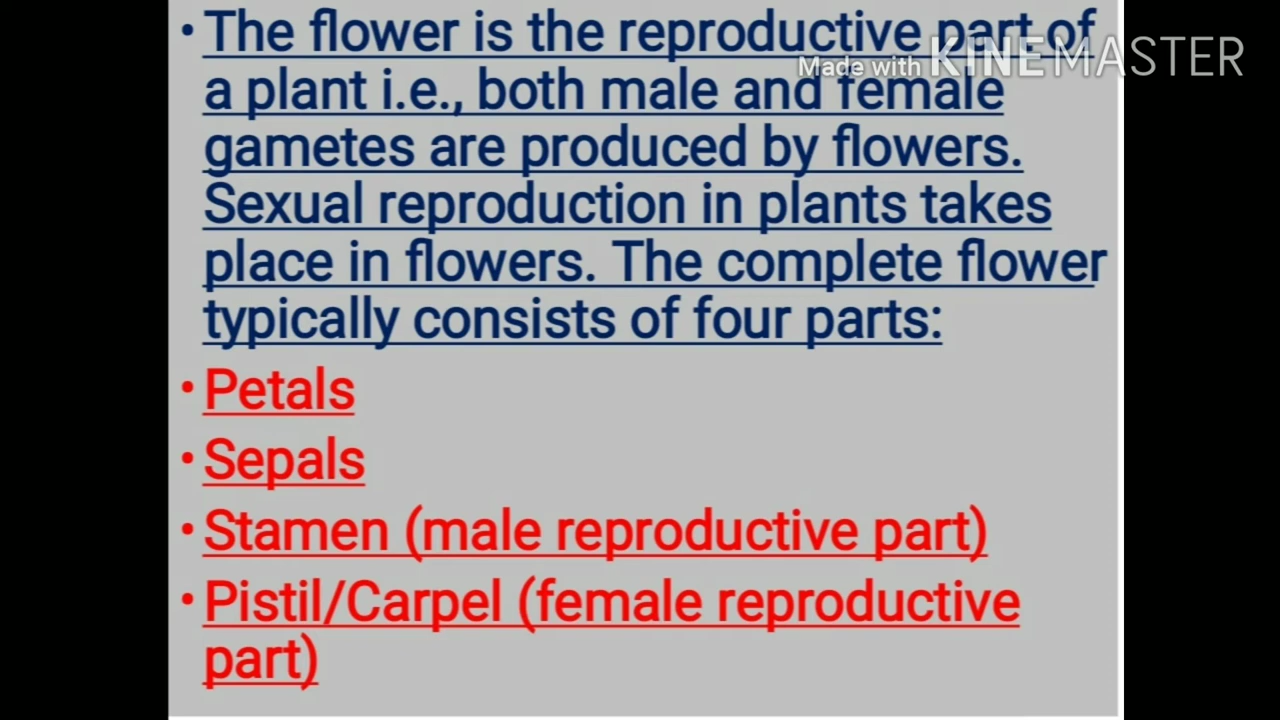 • The flower is the reproductive part of
Made with KINEMASTER
a plant i.e., both male and female
gametes are produced by flowers.
Sexual reproduction in plants takes
place in flowers. The complete flower
typically consists of four parts:
• Petals
• Sepals
• Stamen (male reproductive part)
• Pistil/Carpel (female reproductive
part)